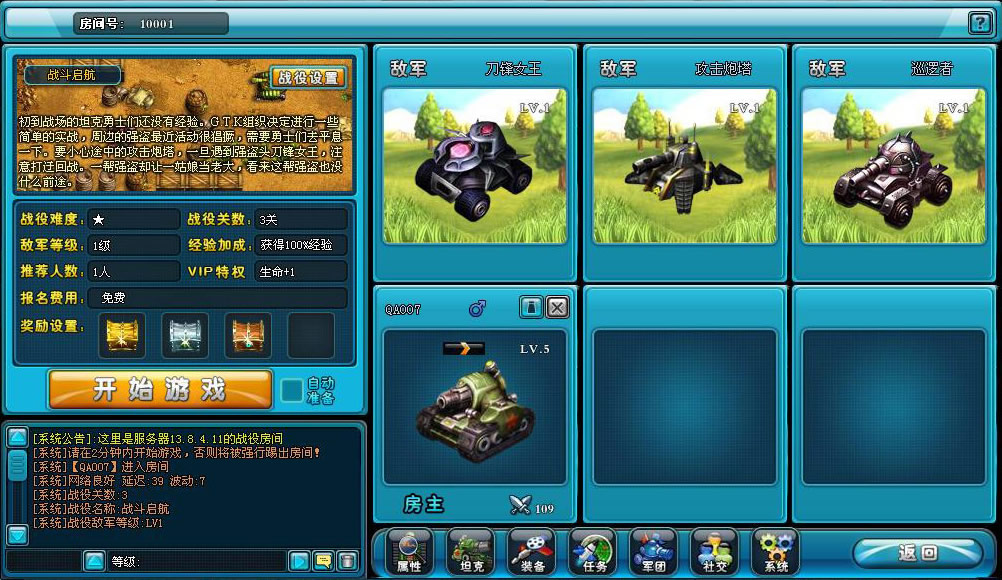 房间号: 10001
?
战斗启航
战役设置
初到战场的坦克勇士们还没有经验。GTK组织决定进行一些
简单的实战，周边的强盗最近活动很猖獗，需要勇士们去平息
一下。要小心途中的攻击炮塔，一旦遇到强盗头刀锋女王，注
意打迂回战。一帮强盗却让一姑娘当老大，看来这帮强盗也没
什么前途。
战役难度: ★
战役关数: 3关
敌军等级: 1级
经验加成: 获得100%经验
推荐人数: 1人
VIP特权 生命+1
报名费用: 免费
奖励设置:
开始游戏
自动
准备
[系统公告]:这里是服务器13.8.4.11的战役房间
[系统]请在2分钟内开始游戏，否则将被强行踢出房间!
[系统]【QA007】进入房间
[系统]网络良好 延迟:39 波动:7
[系统]战役关数:3
[系统]战役名称:战斗启航
[系统]战役敌军等级:LV1
等级:
敌军 刀锋女王
LV.1
敌军 攻击炮塔
LV.1
敌军 巡逻者
LV.1
QA007
LV.5
房主 109
属性
坦克
装备
任务
军团
社交
系统
返回